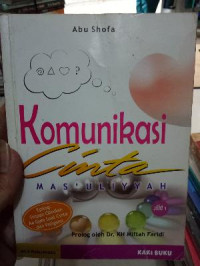 Abu Shofa
?
Komunikasi
Cinta
MAS'ULIYYAH
Prolog oleh Dr. KH Miftah Faridl
KAKI BUKU